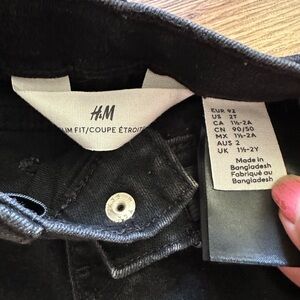 H&M
SLIM FIT/COUPE ÉTROITE
EUR 92
US 2T
CA 1½-2A
CN 90/50
MX 1½-2A
AUS 2
UK 1½-2Y
Made in
Bangladesh
Fabriqué au
Bangladesh